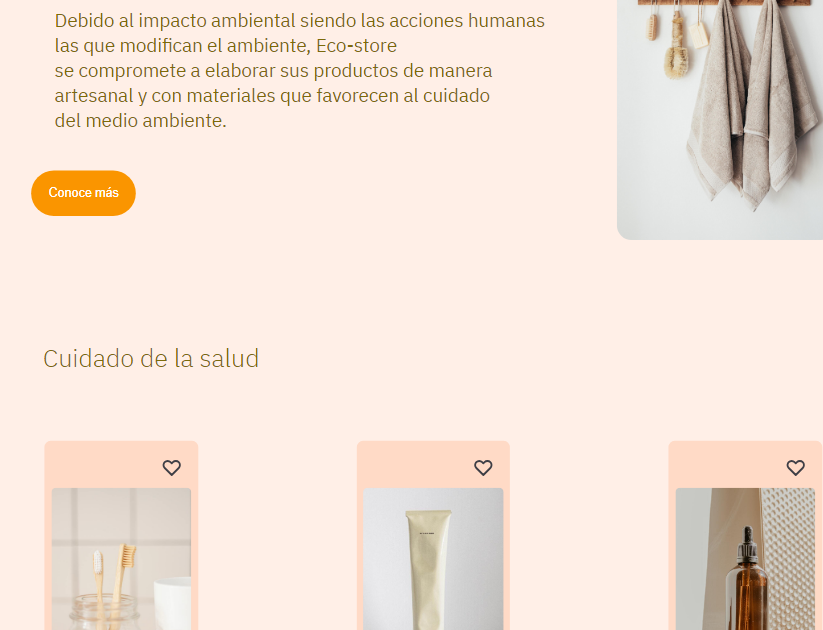 Debido al impacto ambiental siendo las acciones humanas
las que modifican el ambiente, Eco-store
se compromete a elaborar sus productos de manera
artesanal y con materiales que favorecen al cuidado
del medio ambiente.
Conoce más
Cuidado de la salud